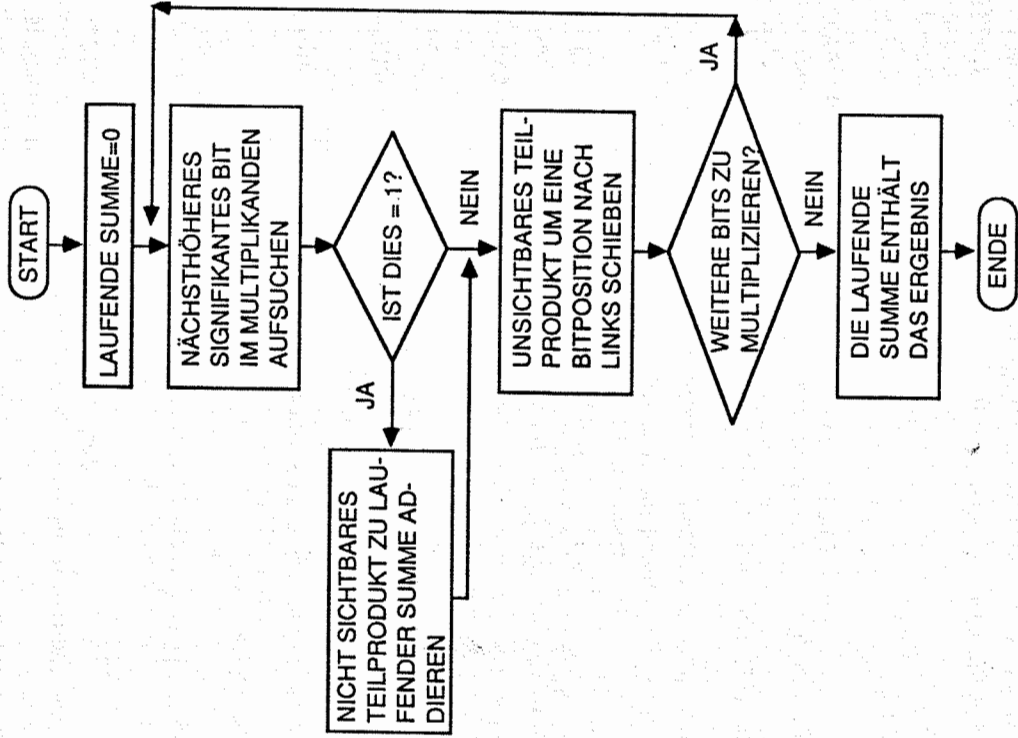 START
LAUFENDE SUMME=0
NÄCHSTHÖHERES
SIGNIFIKANTES BIT
IM MULTIPLIKANDEN
AUFSUCHEN
IST DIES =.1?
JA
NEIN
NICHT SICHTBARES
TEILPRODUKT ZU LAU-
FENDER SUMME AD-
DIEREN
UNSICHTBARES TEIL-
PRODUKT UM EINE
BITPOSITION NACH
LINKS SCHIEBEN
WEITERE BITS ZU
MULTIPLIZIEREN?
JA
NEIN
DIE LAUFENDE
SUMME ENTHÄLT
DAS ERGEBNIS
ENDE